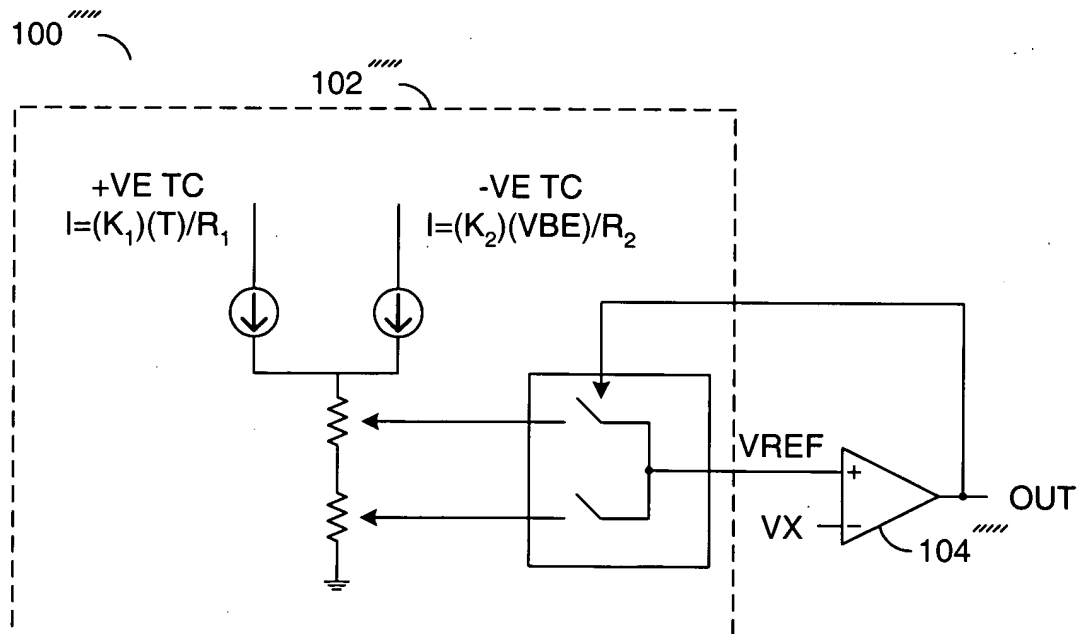 100'''''
102'''''
+VE TC
I=(K₁)(T)/R₁
-VE TC
I=(K₂)(VBE)/R₂
VREF
+
OUT
VX
−
104'''''